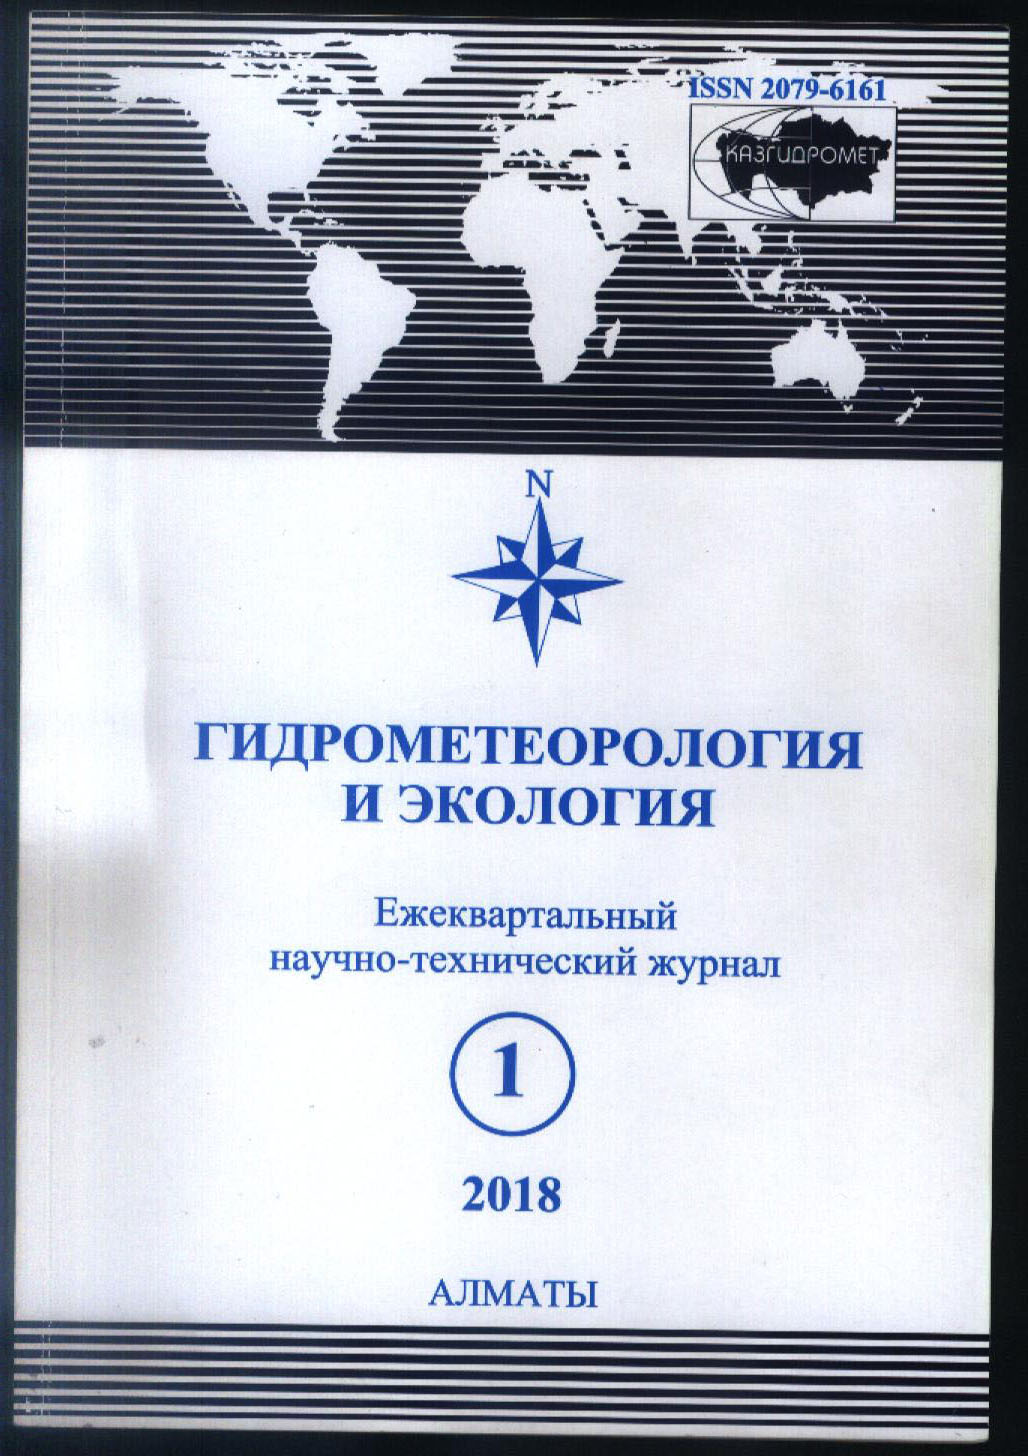 ISSN 2079-6161
КАЗГИДРОМЕТ
N
ГИДРОМЕТЕОРОЛОГИЯ
И ЭКОЛОГИЯ
Ежеквартальный
научно-технический журнал
1
2018
АЛМАТЫ